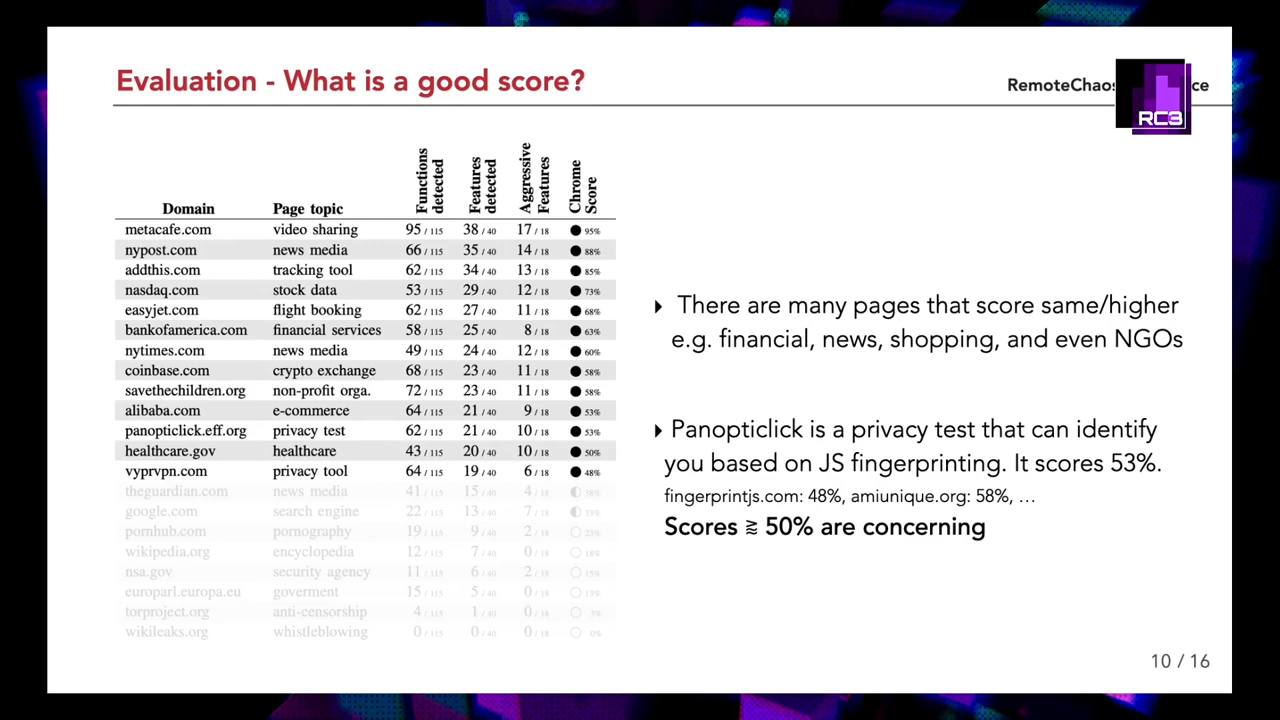 Evaluation - What is a good score?
RemoteChaos ce
RC3
Domain Page topic Functions detected Features detected Aggressive Features Chrome Score
metacafe.com video sharing 95 / 115 38 / 40 17 / 18 95%
nypost.com news media 66 / 115 35 / 40 14 / 18 88%
addthis.com tracking tool 62 / 115 34 / 40 13 / 18 85%
nasdaq.com stock data 53 / 115 29 / 40 12 / 18 73%
easyjet.com flight booking 62 / 115 27 / 40 11 / 18 68%
bankofamerica.com financial services 58 / 115 25 / 40 8 / 18 63%
nytimes.com news media 49 / 115 24 / 40 12 / 18 60%
coinbase.com crypto exchange 68 / 115 23 / 40 11 / 18 58%
savethechildren.org non-profit orga. 72 / 115 23 / 40 11 / 18 58%
alibaba.com e-commerce 64 / 115 21 / 40 9 / 18 53%
panopticlick.eff.org privacy test 62 / 115 21 / 40 10 / 18 53%
healthcare.gov healthcare 43 / 115 20 / 40 10 / 18 50%
vyprvpn.com privacy tool 64 / 115 19 / 40 6 / 18 48%
theguardian.com news media 41 / 115 15 / 40 4 / 18 38%
google.com search engine 22 / 115 13 / 40 7 / 18 33%
pornhub.com pornography 19 / 115 9 / 40 2 / 18 23%
wikipedia.org encyclopedia 12 / 115 7 / 40 0 / 18 18%
nsa.gov security agency 11 / 115 6 / 40 2 / 18 15%
europarl.europa.eu goverment 15 / 115 5 / 40 0 / 18 13%
torproject.org anti-censorship 4 / 115 1 / 40 0 / 18 3%
wikileaks.org whistleblowing 0 / 115 0 / 40 0 / 18 0%
There are many pages that score same/higher
e.g. financial, news, shopping, and even NGOs
Panopticlick is a privacy test that can identify
you based on JS fingerprinting. It scores 53%.
fingerprintjs.com: 48%, amiunique.org: 58%, …
Scores ≳ 50% are concerning
10 / 16